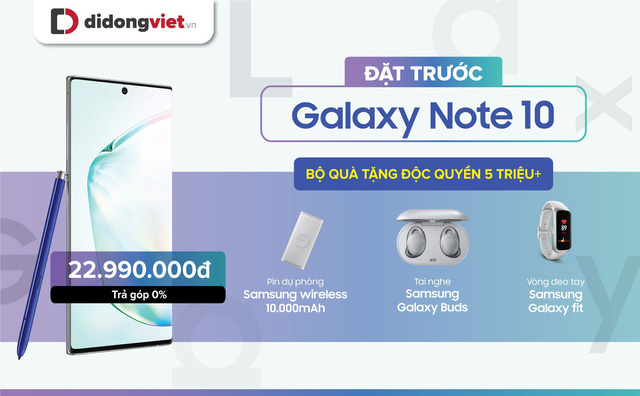 didongviet.vn
ĐẶT TRƯỚC
Galaxy Note 10
BỘ QUÀ TẶNG ĐỘC QUYỀN 5 TRIỆU+
22.990.000đ
Trả góp 0%
Pin dự phòng
Samsung wireless
10.000mAh
Tai nghe
Samsung
Galaxy Buds
Vòng đeo tay
Samsung
Galaxy fit